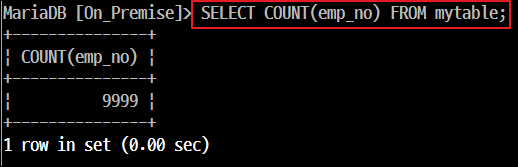 MariaDB [On_Premise]> SELECT COUNT(emp_no) FROM mytable;
+---------------+
¦ COUNT(emp_no) ¦
+---------------+
¦          9999 ¦
+---------------+
1 row in set (0.00 sec)